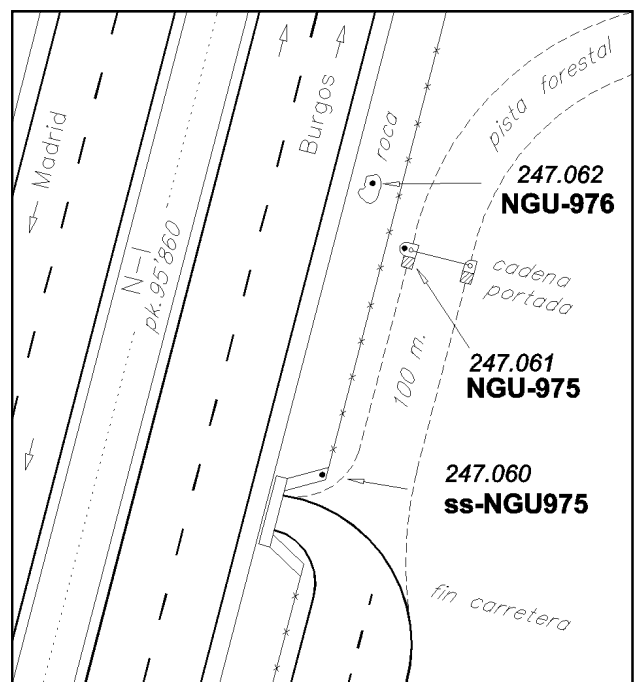 Madrid
N-I
pk.95'860
Burgos
roca
pista forestal
247.062
NGU-976
cadena
portada
247.061
NGU-975
100 m.
247.060
ss-NGU975
fin carretera